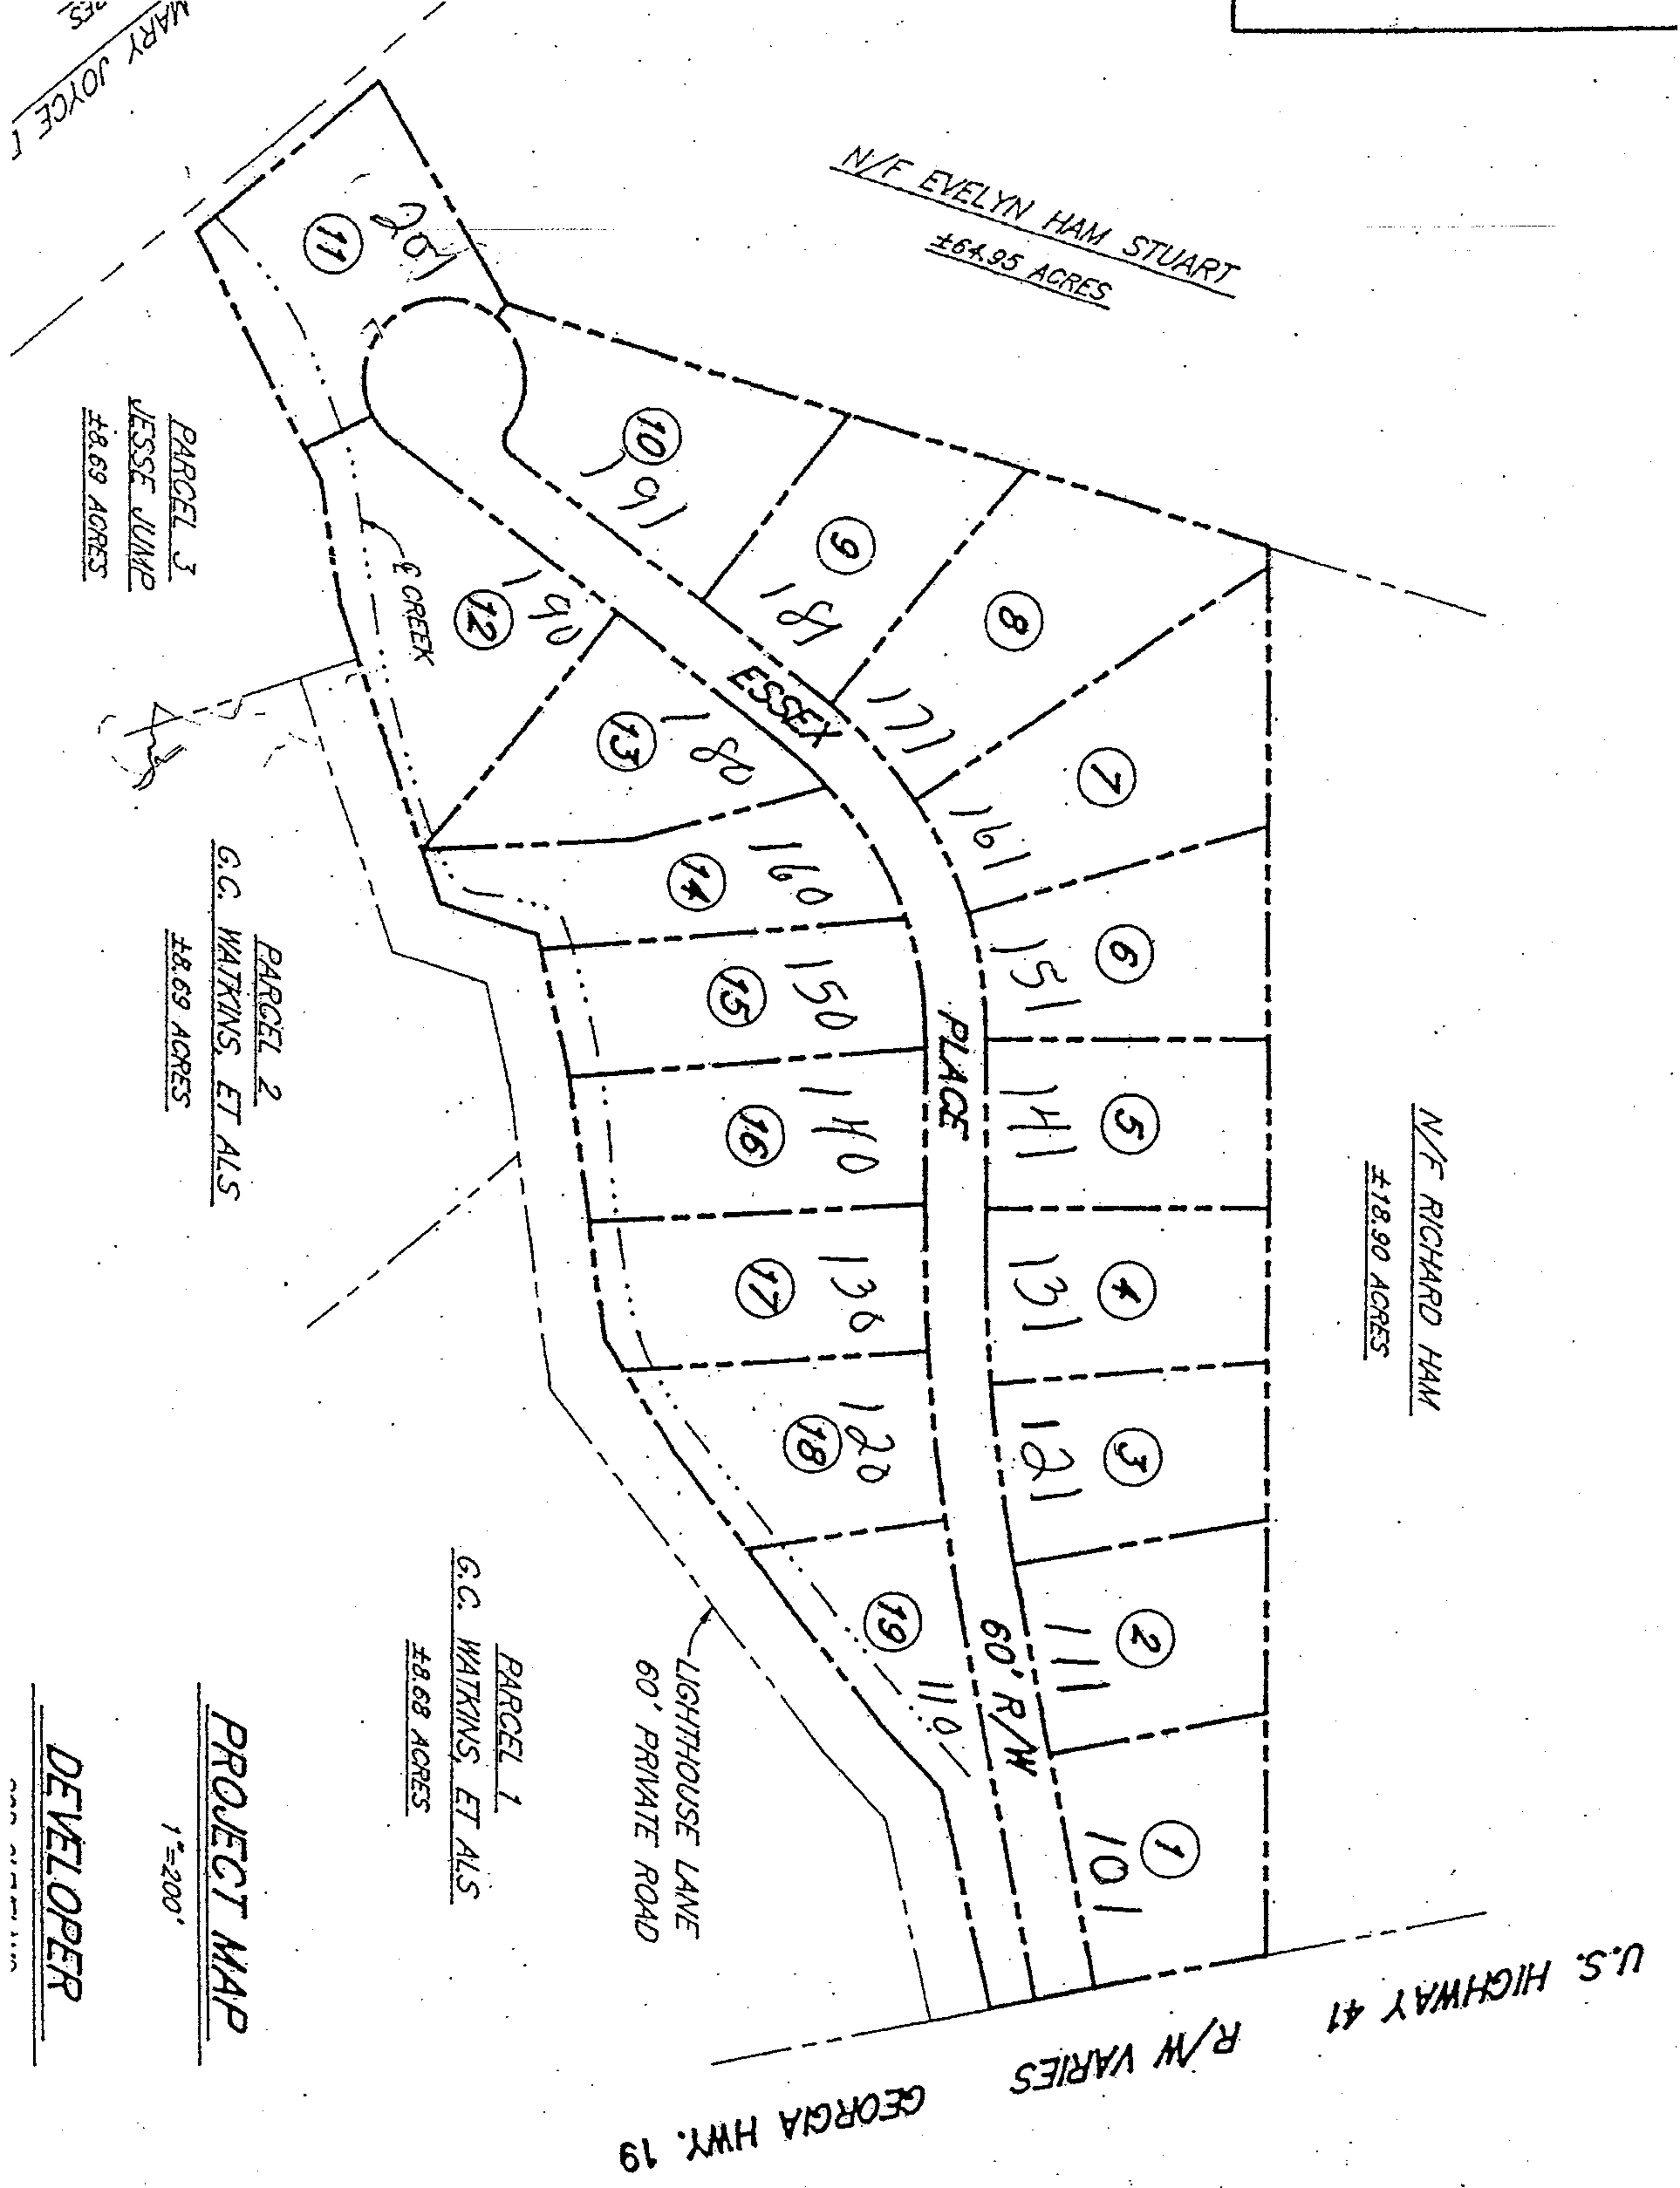 MARY JOYCE
N/F EVELYN HAM STUART
±64.95 ACRES
N/F RICHARD HAM
±18.90 ACRES
U.S. HIGHWAY 41
R/W VARIES
GEORGIA HWY. 19
1
101
2
111
3
121
4
131
5
141
6
151
7
161
8
171
9
181
10
191
11
201
12
190
13
180
14
160
15
150
16
140
17
130
18
120
19
110
ESSEX
PLACE
60' R/W
℄ CREEK
PARCEL 3
JESSE JUMP
±8.69 ACRES
PARCEL 2
G.C. WATKINS, ET ALS
±8.69 ACRES
PARCEL 1
G.C. WATKINS, ET ALS
±8.68 ACRES
LIGHTHOUSE LANE
60' PRIVATE ROAD
PROJECT MAP
1"=200'
DEVELOPER